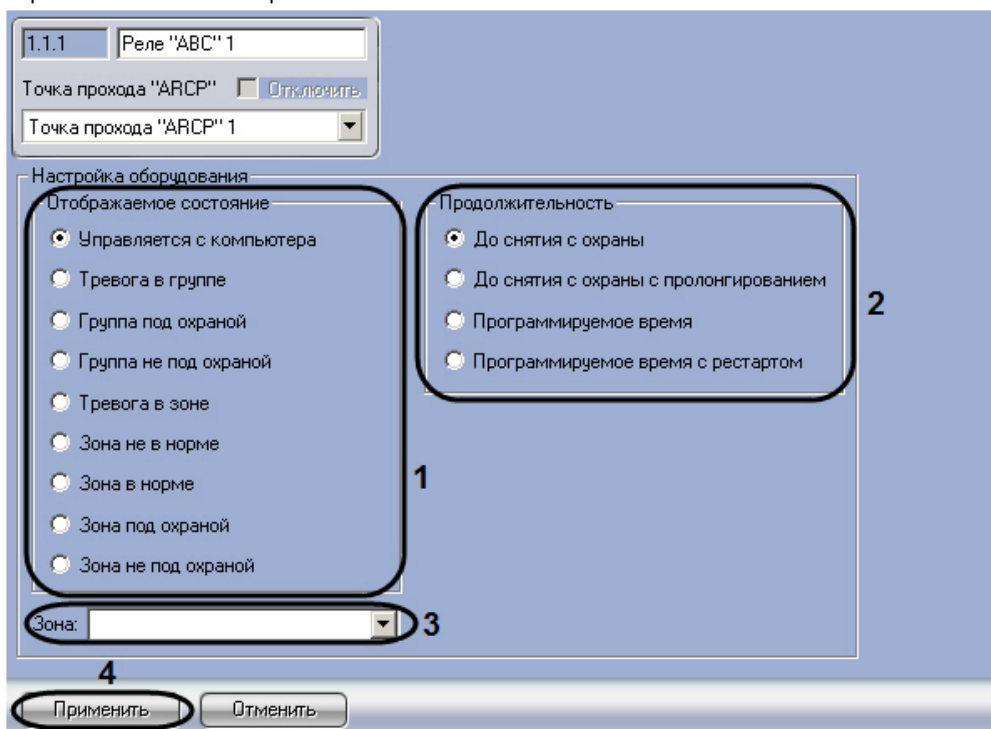 1.1.1 Реле "ABC" 1
Точка прохода "ARCP" Отключить
Точка прохода "ARCP" 1
Настройка оборудования
Отображаемое состояние
Управляется с компьютера
Тревога в группе
Группа под охраной
Группа не под охраной
Тревога в зоне
Зона не в норме
Зона в норме
Зона под охраной
Зона не под охраной
1
Продолжительность
До снятия с охраны
До снятия с охраны с пролонгированием
Программируемое время
Программируемое время с рестартом
2
Зона:
3
4
Применить Отменить